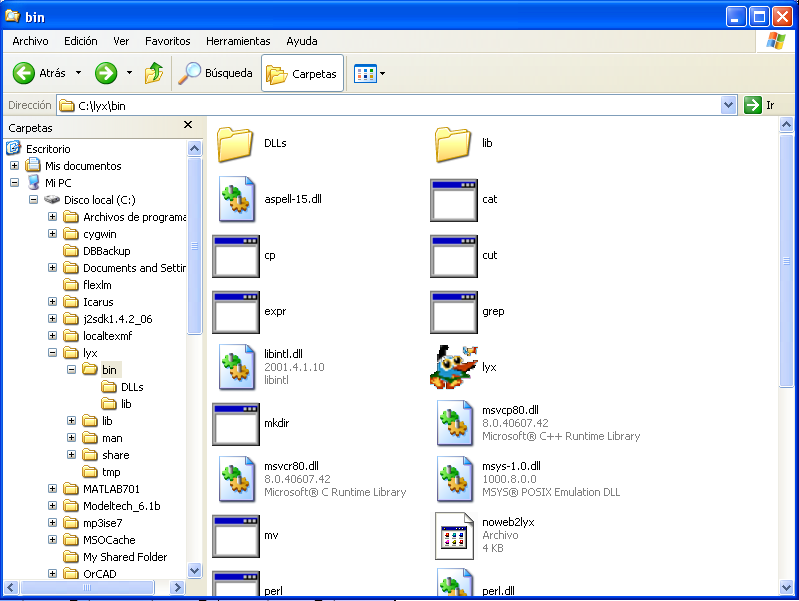 bin
Archivo Edición Ver Favoritos Herramientas Ayuda
Atrás Búsqueda Carpetas
Dirección C:\lyx\bin Ir
Carpetas
Escritorio
Mis documentos
Mi PC
Disco local (C:)
Archivos de programa
cygwin
DBBackup
Documents and Settin
flexlm
Icarus
j2sdk1.4.2_06
localtexmf
lyx
bin
DLLs
lib
lib
man
share
tmp
MATLAB701
Modeltech_6.1b
mp3ise7
MSOCache
My Shared Folder
OrCAD
DLLs
lib
aspell-15.dll
cat
cp
cut
expr
grep
libintl.dll
2001.4.1.10
libintl
lyx
mkdir
msvcp80.dll
8.0.40607.42
Microsoft® C++ Runtime Library
msvcr80.dll
8.0.40607.42
Microsoft® C Runtime Library
msys-1.0.dll
1000.8.0.0
MSYS® POSIX Emulation DLL
mv
noweb2lyx
Archivo
4 KB
perl
perl.dll